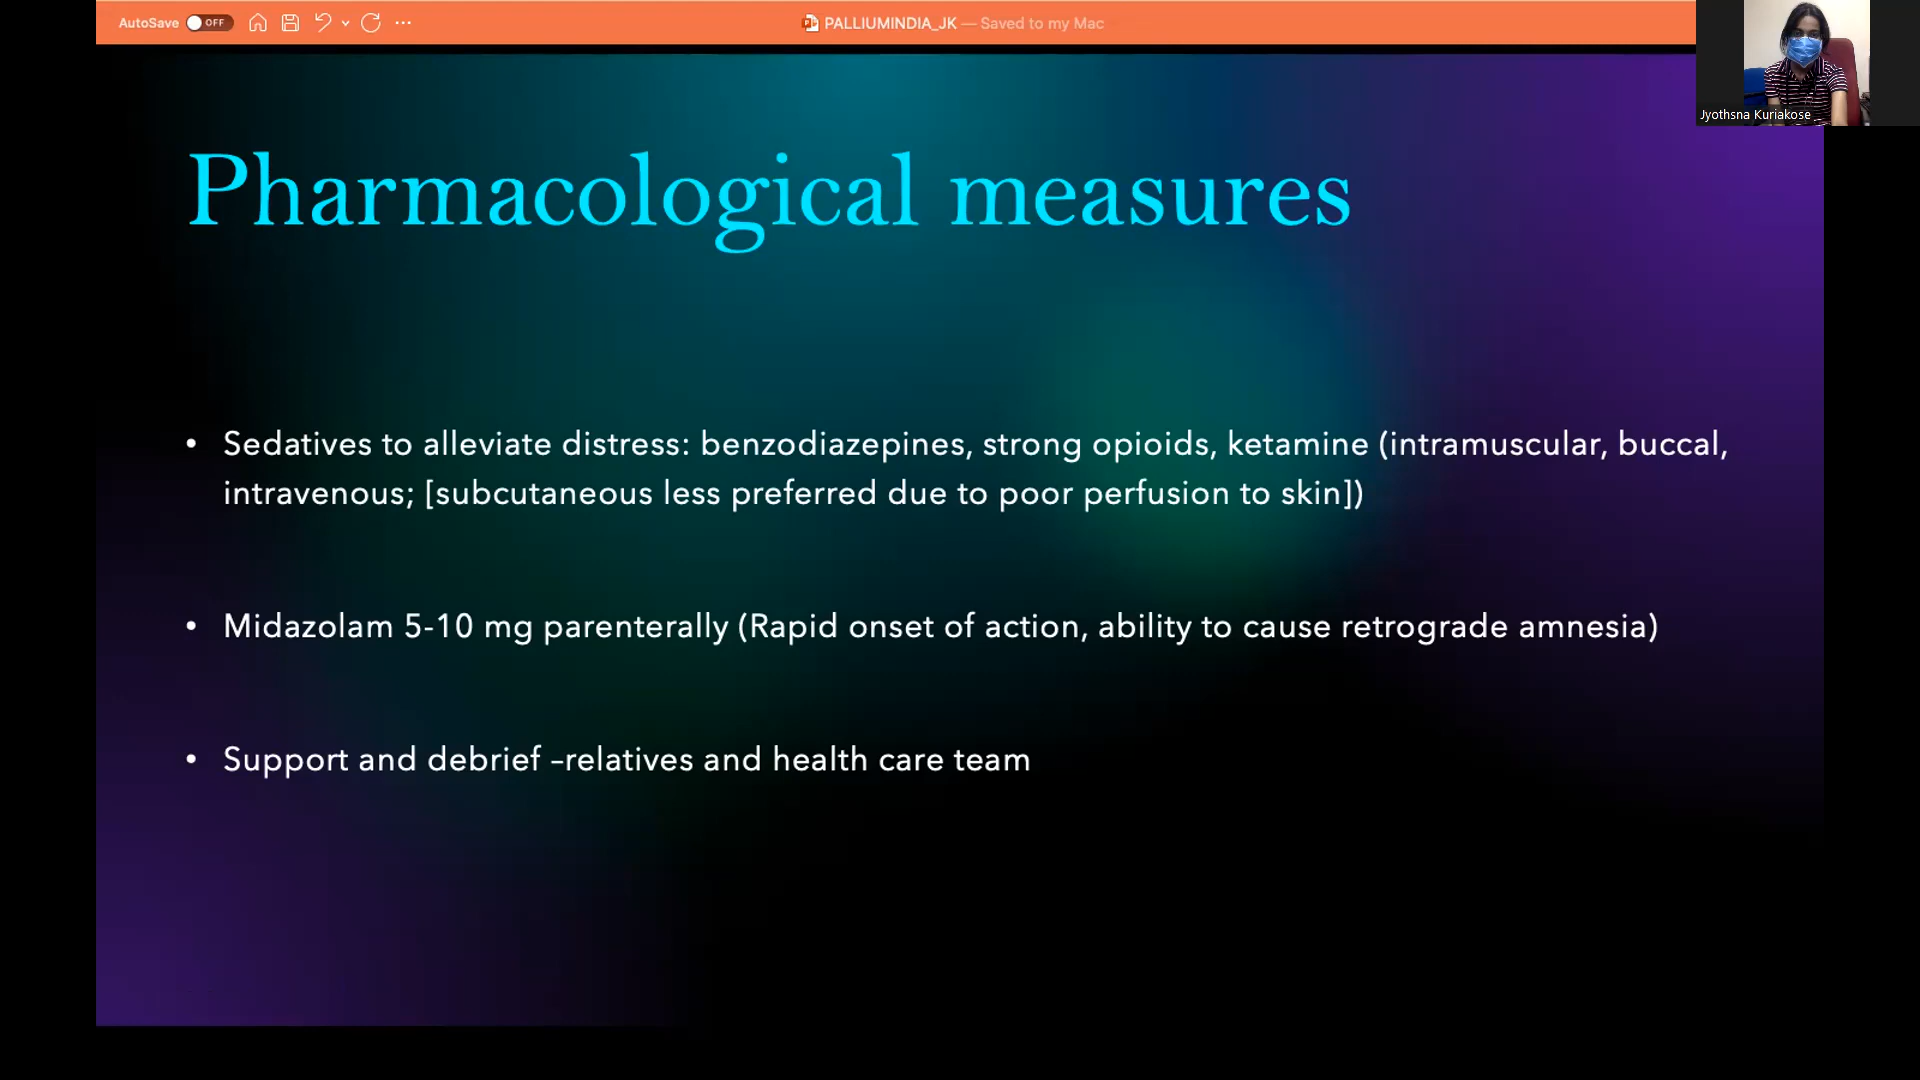 AutoSave OFF
PALLIUMINDIA_JK — Saved to my Mac
Jyothsna Kuriakose
Pharmacological measures
• Sedatives to alleviate distress: benzodiazepines, strong opioids, ketamine (intramuscular, buccal,
intravenous; [subcutaneous less preferred due to poor perfusion to skin])
• Midazolam 5-10 mg parenterally (Rapid onset of action, ability to cause retrograde amnesia)
• Support and debrief –relatives and health care team